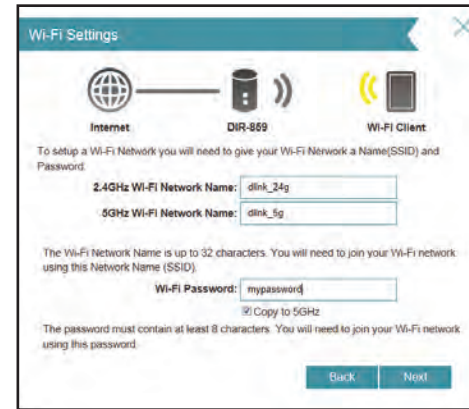 Wi-Fi Settings
Internet DIR-859 Wi-Fi Client
To setup a Wi-Fi Network you will need to give your Wi-Fi Nerwork a Name(SSID) and
Password.
2.4GHz Wi-Fi Network Name: dlink_24g
5GHz Wi-Fi Network Name: dlink_5g
The Wi-Fi Network Name is up to 32 characters. You will need to join your Wi-Fi network
using this Network Name (SSID).
Wi-Fi Password: mypassword
Copy to 5GHz
The password must contain at least 8 characters. You will need to join your Wi-Fi network
using this password.
Back Next